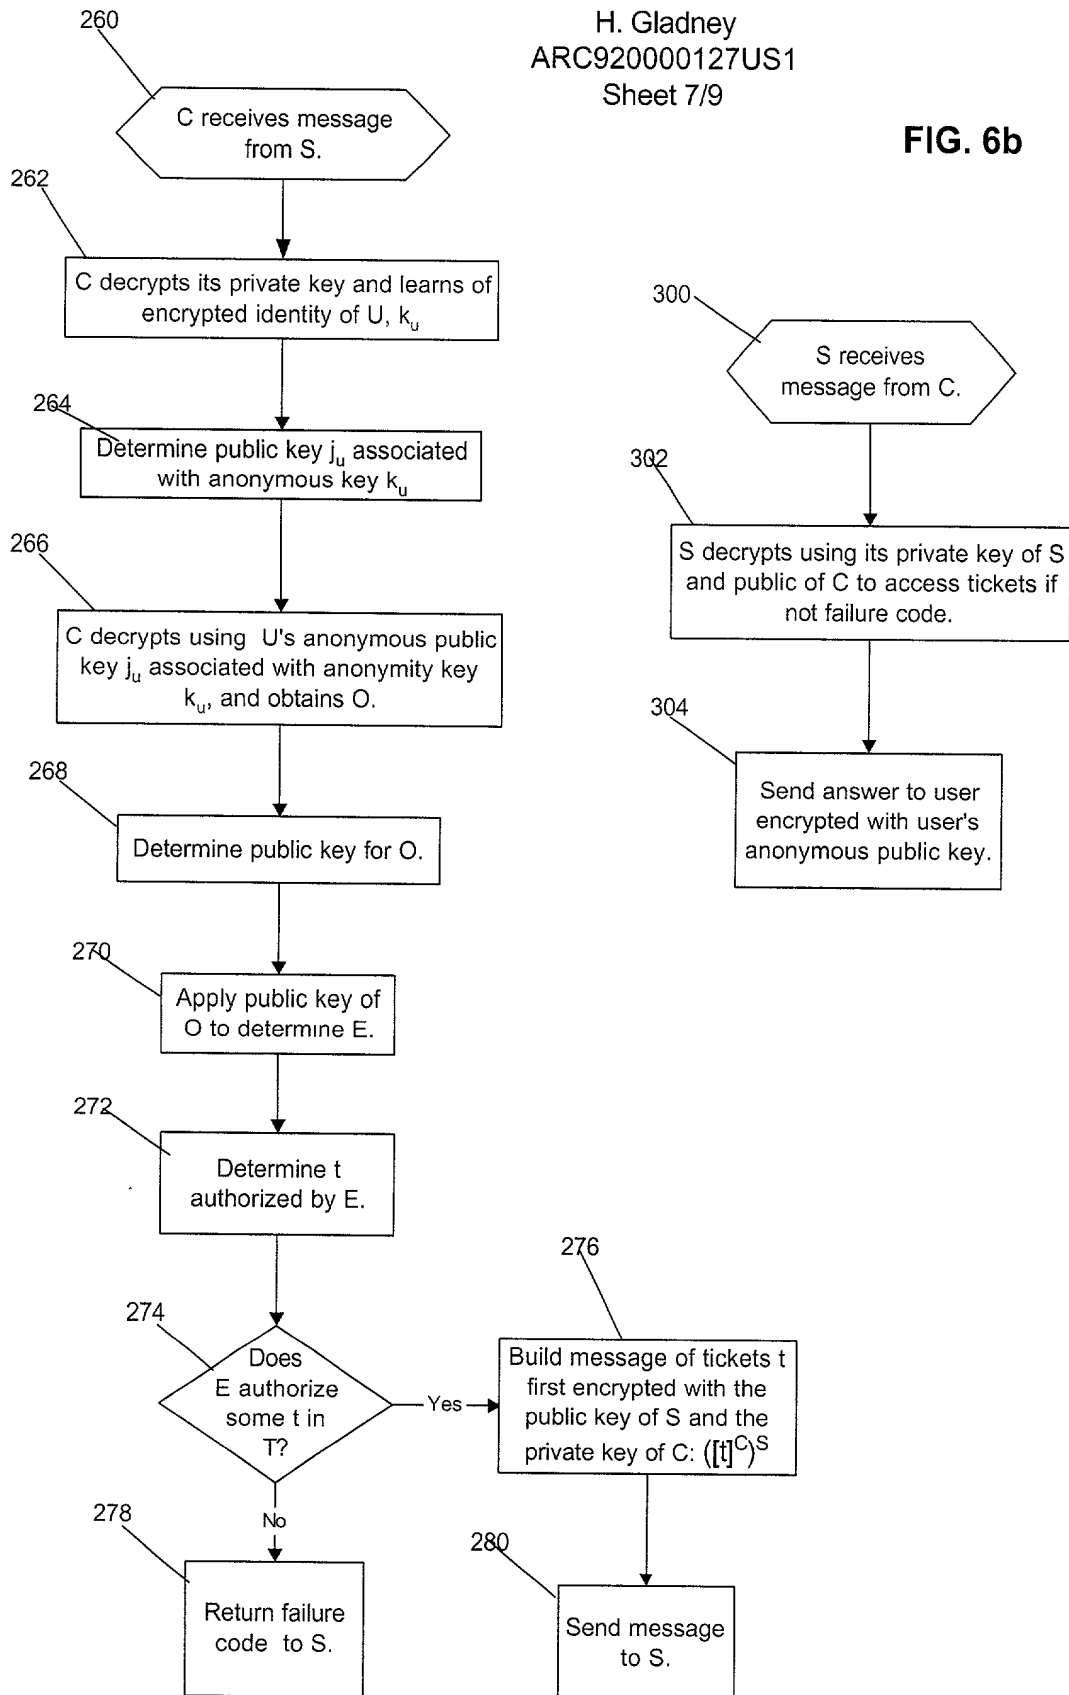 H. Gladney
ARC920000127US1
Sheet 7/9
FIG. 6b
260
C receives message
from S.
262
C decrypts its private key and learns of
encrypted identity of U, kᵤ
264
Determine public key jᵤ associated
with anonymous key kᵤ
266
C decrypts using U's anonymous public
key jᵤ associated with anonymity key
kᵤ, and obtains O.
268
Determine public key for O.
270
Apply public key of
O to determine E.
272
Determine t
authorized by E.
274
Does
E authorize
some t in
T?
Yes
No
276
Build message of tickets t
first encrypted with the
public key of S and the
private key of C: ([t]ᶜ)ˢ
278
Return failure
code to S.
280
Send message
to S.
300
S receives
message from C.
302
S decrypts using its private key of S
and public of C to access tickets if
not failure code.
304
Send answer to user
encrypted with user's
anonymous public key.